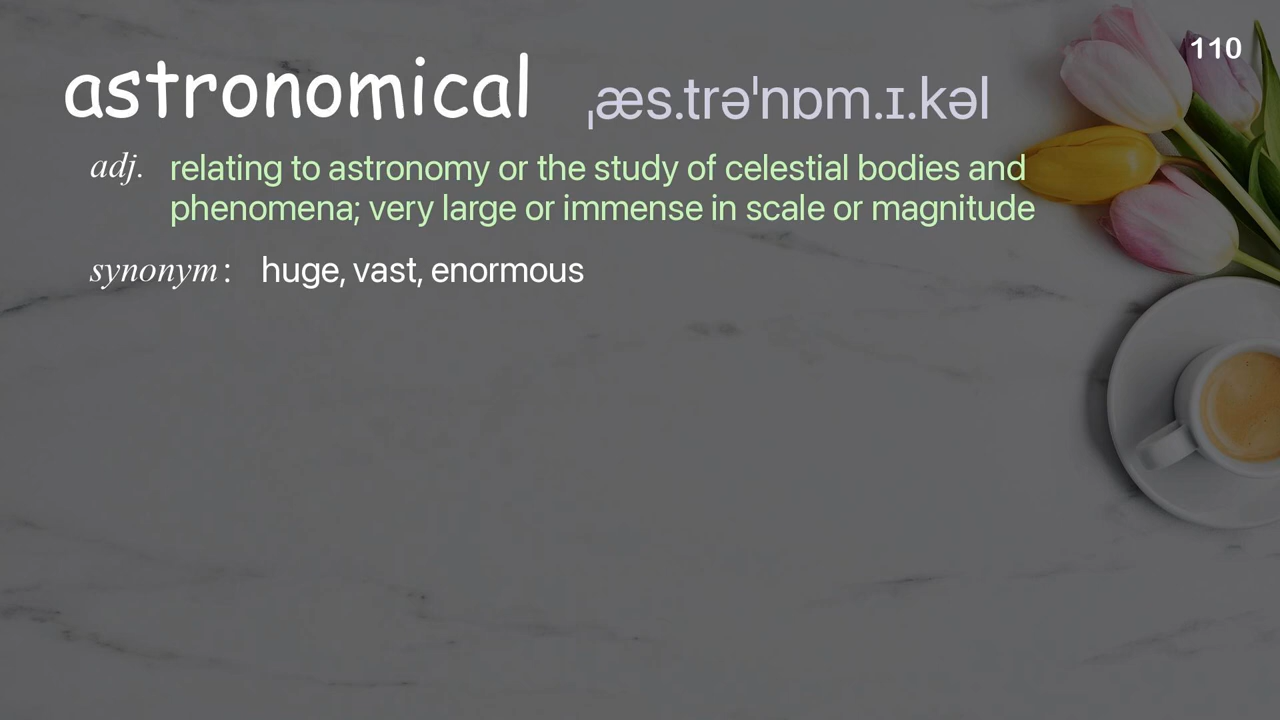 110
astronomical ˌæs.trəˈnɒm.ɪ.kəl
adj. relating to astronomy or the study of celestial bodies and
phenomena; very large or immense in scale or magnitude
synonym: huge, vast, enormous